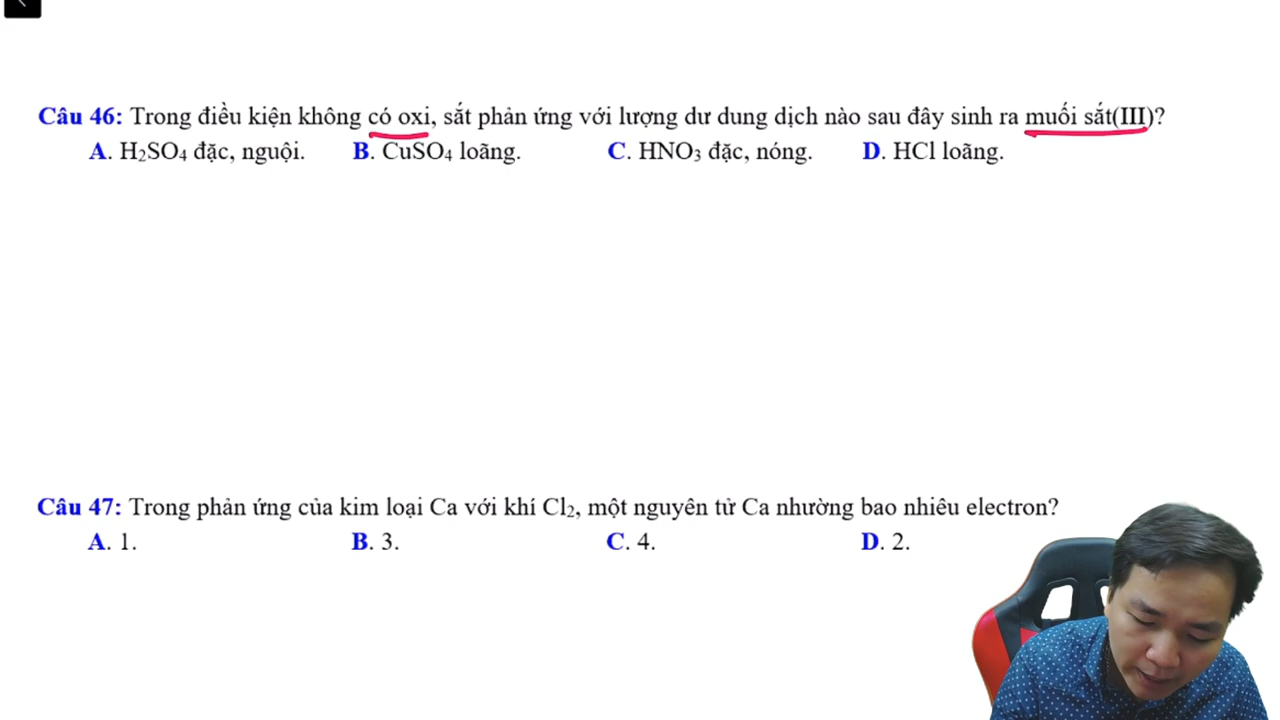 Câu 46: Trong điều kiện không có oxi, sắt phản ứng với lượng dư dung dịch nào sau đây sinh ra muối sắt(III)?
A. H₂SO₄ đặc, nguội. B. CuSO₄ loãng. C. HNO₃ đặc, nóng. D. HCl loãng.
Câu 47: Trong phản ứng của kim loại Ca với khí Cl₂, một nguyên tử Ca nhường bao nhiêu electron?
A. 1. B. 3. C. 4. D. 2.